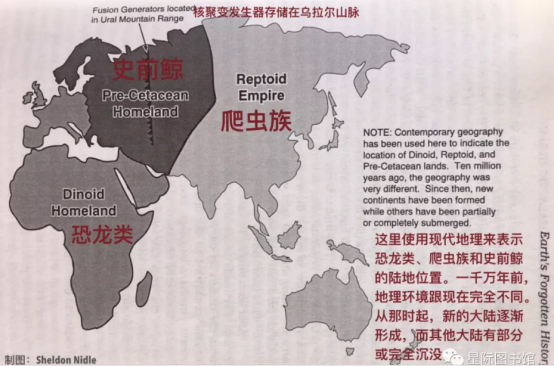 Fusion Generators located
in Ural Mountain Range
核聚变发生器存储在乌拉尔山脉
史前鲸
Pre-Cetacean
Homeland
Reptoid
Empire
爬虫族
Dinoid
Homeland
恐龙类
NOTE: Contemporary geography
has been used here to indicate the
location of Dinoid, Reptoid, and
Pre-Cetacean lands. Ten million
years ago, the geography was
very different. Since then, new
continents have been formed
while others have been partially
or completely submerged.
这里使用现代地理来表示
恐龙类、爬虫族和史前鲸
的陆地位置。一千万年前,
地理环境跟现在完全不同。
从那时起，新的大陆逐渐
形成，而其他大陆有部分
或完全沉没
Earth's Forgotten Histor
制图：Sheldon Nidle
星际图书馆